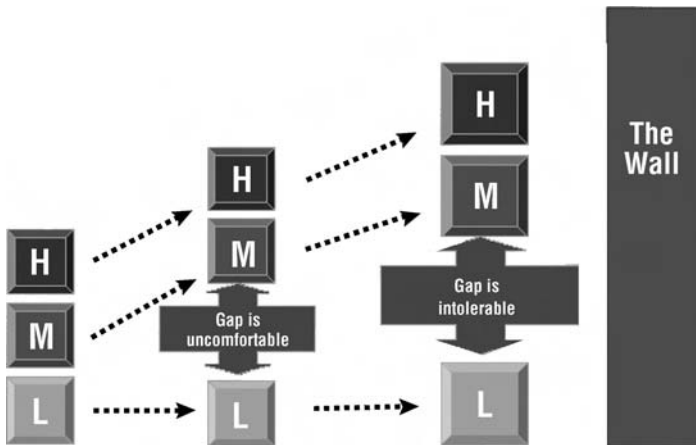 H
M
L
H
M
Gap is
uncomfortable
L
H
M
Gap is
intolerable
L
The
Wall